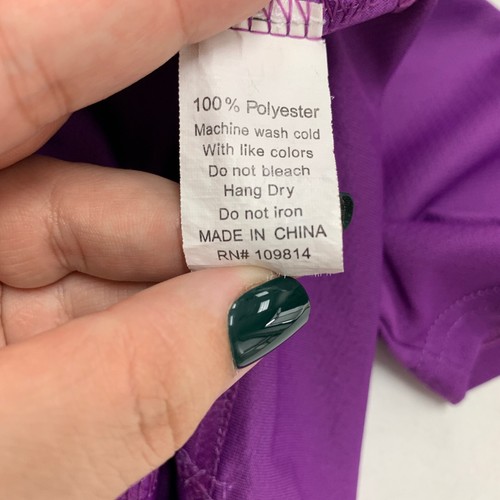 100% Polyester
Machine wash cold
With like colors
Do not bleach
Hang Dry
Do not iron
MADE IN CHINA
RN# 109814